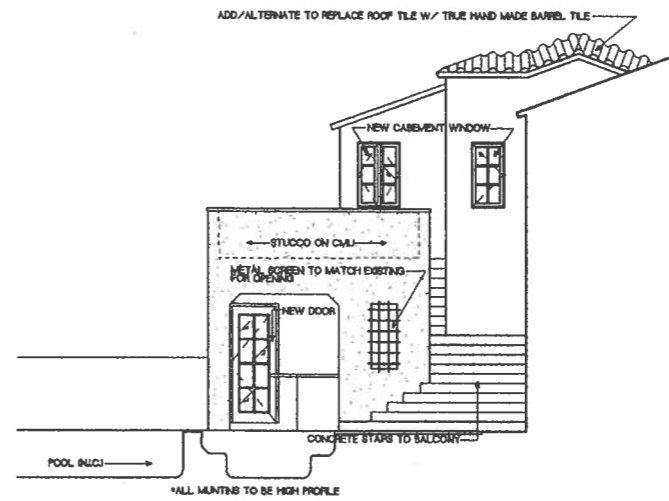 ADD/ALTERNATE TO REPLACE ROOF TILE W/ TRUE HAND MADE BARREL TILE
NEW CASEMENT WINDOW
STUCCO ON CMU
METAL SCREEN TO MATCH EXISTING
FOR OPENING
NEW DOOR
CONCRETE STAIRS TO BALCONY
POOL (N.I.C.)
*ALL MUNTINS TO BE HIGH PROFILE